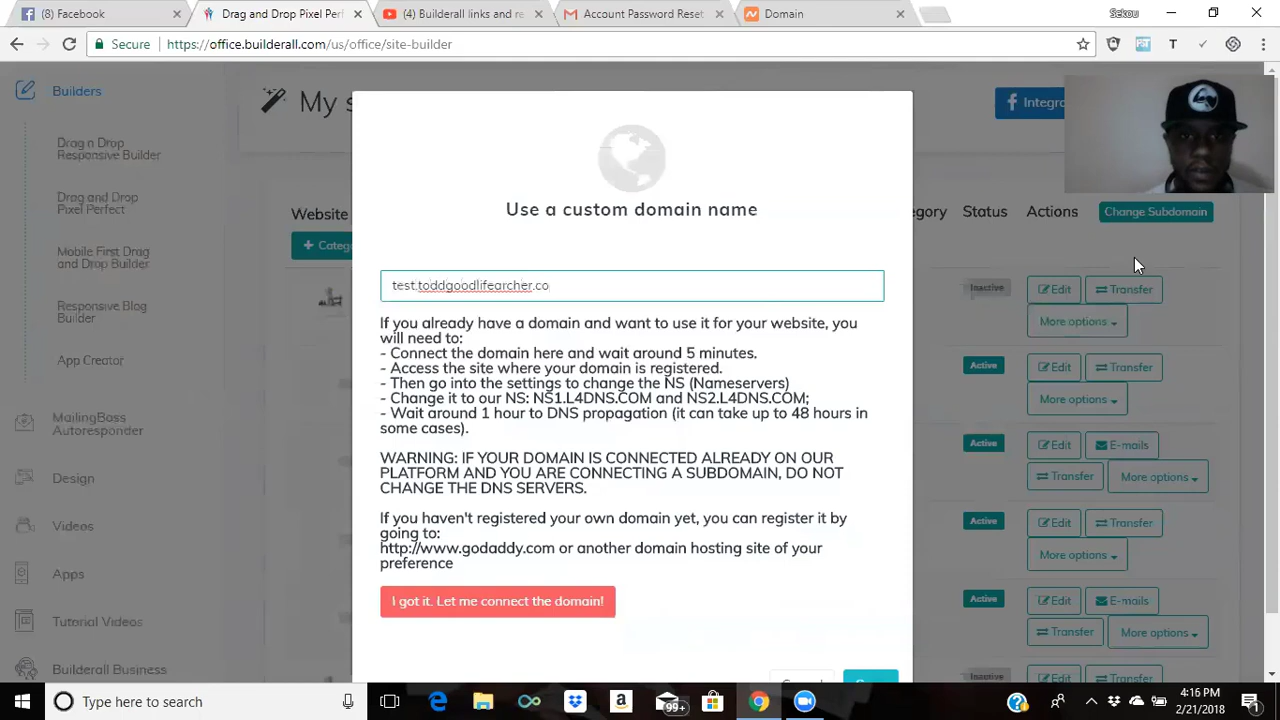 (8) Facebook
Drag and Drop Pixel Perf
(4) Builderall links and re
Account Password Reset
Domain
Sekou
Secure
https://office.builderall.com/us/office/site-builder
Builders
Drag n Drop
Responsive Builder
Drag and Drop
Pixel Perfect
Mobile First Drag
and Drop Builder
Responsive Blog
Builder
App Creator
MailingBoss
Autoresponder
Design
Videos
Apps
Tutorial Videos
Builderall Business
My s
Integra
Website
Status
Actions
Change Subdomain
Use a custom domain name
test.toddgoodlifearcher.co
If you already have a domain and want to use it for your website, you
will need to:
- Connect the domain here and wait around 5 minutes.
- Access the site where your domain is registered.
- Then go into the settings to change the NS (Nameservers)
- Change it to our NS: NS1.L4DNS.COM and NS2.L4DNS.COM;
- Wait around 1 hour to DNS propagation (it can take up to 48 hours in
some cases).
WARNING: IF YOUR DOMAIN IS CONNECTED ALREADY ON OUR
PLATFORM AND YOU ARE CONNECTING A SUBDOMAIN, DO NOT
CHANGE THE DNS SERVERS.
If you haven't registered your own domain yet, you can register it by
going to:
http://www.godaddy.com or another domain hosting site of your
preference
I got it. Let me connect the domain!
Inactive
Edit
Transfer
More options
Active
Edit
Transfer
More options
Active
Edit
E-mails
Transfer
More options
Active
Edit
Transfer
More options
Active
Edit
E-mails
Transfer
More options
Inactive
Edit
Transfer
Type here to search
99+
4:16 PM
2/21/2018